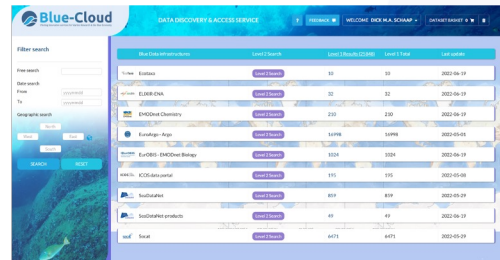 Blue-Cloud
DATA DISCOVERY & ACCESS SERVICE
?
FEEDBACK
WELCOME DICK M.A. SCHAAP
DATASET BASKET 0
Filter search
Free search
Date search
From
yyyymmdd
To
yyyymmdd
Geographic search
North
West
East
South
SEARCH
RESET
Blue Data Infrastructures Level 2 Search Level 1 Results (25848) Level 1 Total Last update
Ecotaxa Level 2 Search 10 10 2022-06-19
ELIXIR-ENA Level 2 Search 32 32 2022-06-19
EMODnet Chemistry Level 2 Search 210 210 2022-06-19
EuroArgo - Argo Level 2 Search 16998 16998 2022-05-01
EurOBIS - EMODnet Biology Level 2 Search 1024 1024 2022-06-19
ICOS data portal Level 2 Search 195 195 2022-05-08
SeaDataNet Level 2 Search 859 859 2022-05-29
SeaDataNet products Level 2 Search 49 49 2022-06-19
Socat Level 2 Search 6471 6471 2022-05-29